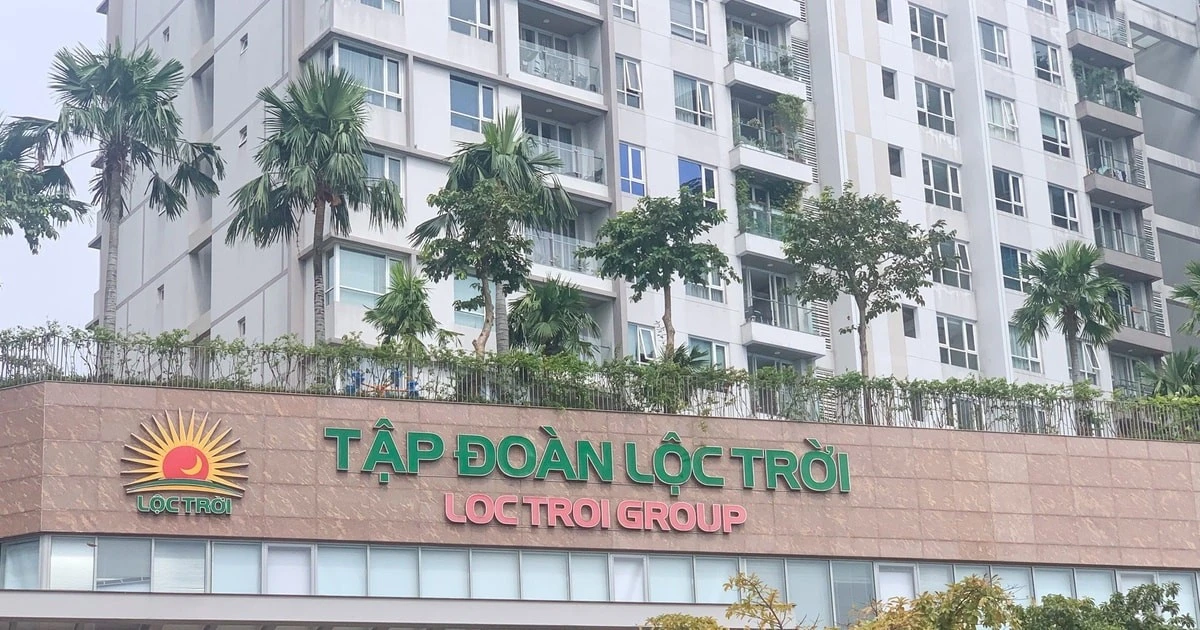 TẬP ĐOÀN LỘC TRỜI
LOC TROI GROUP
LỘC TRỜI